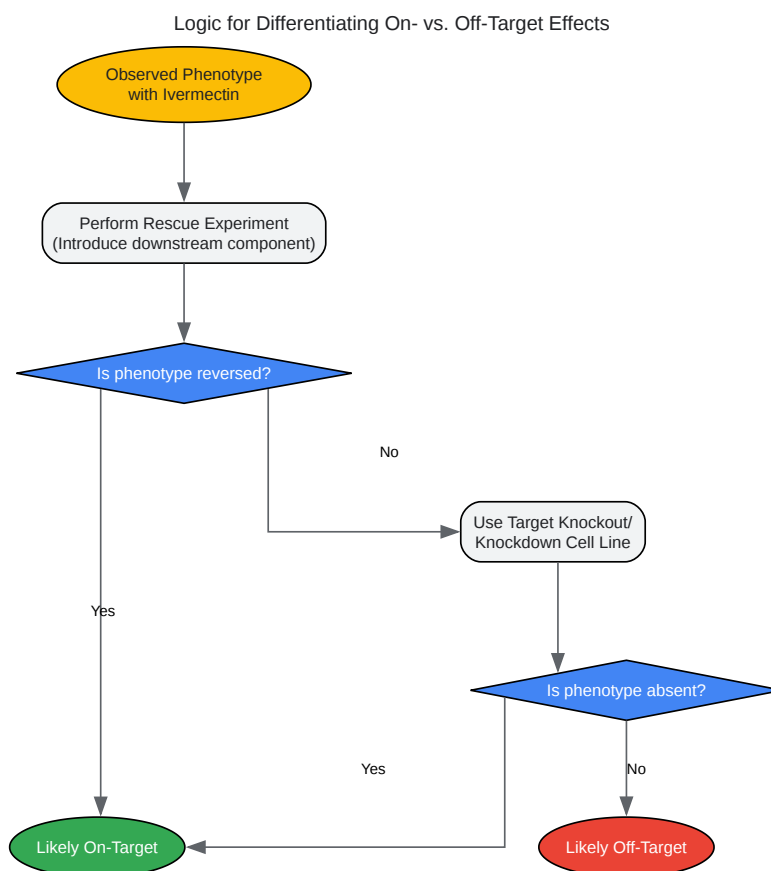 Logic for Differentiating On- vs. Off-Target Effects
Observed Phenotype
with Ivermectin
Perform Rescue Experiment
(Introduce downstream component)
Is phenotype reversed?
No
Use Target Knockout/
Knockdown Cell Line
Yes
Is phenotype absent?
Yes
No
Likely On-Target
Likely Off-Target